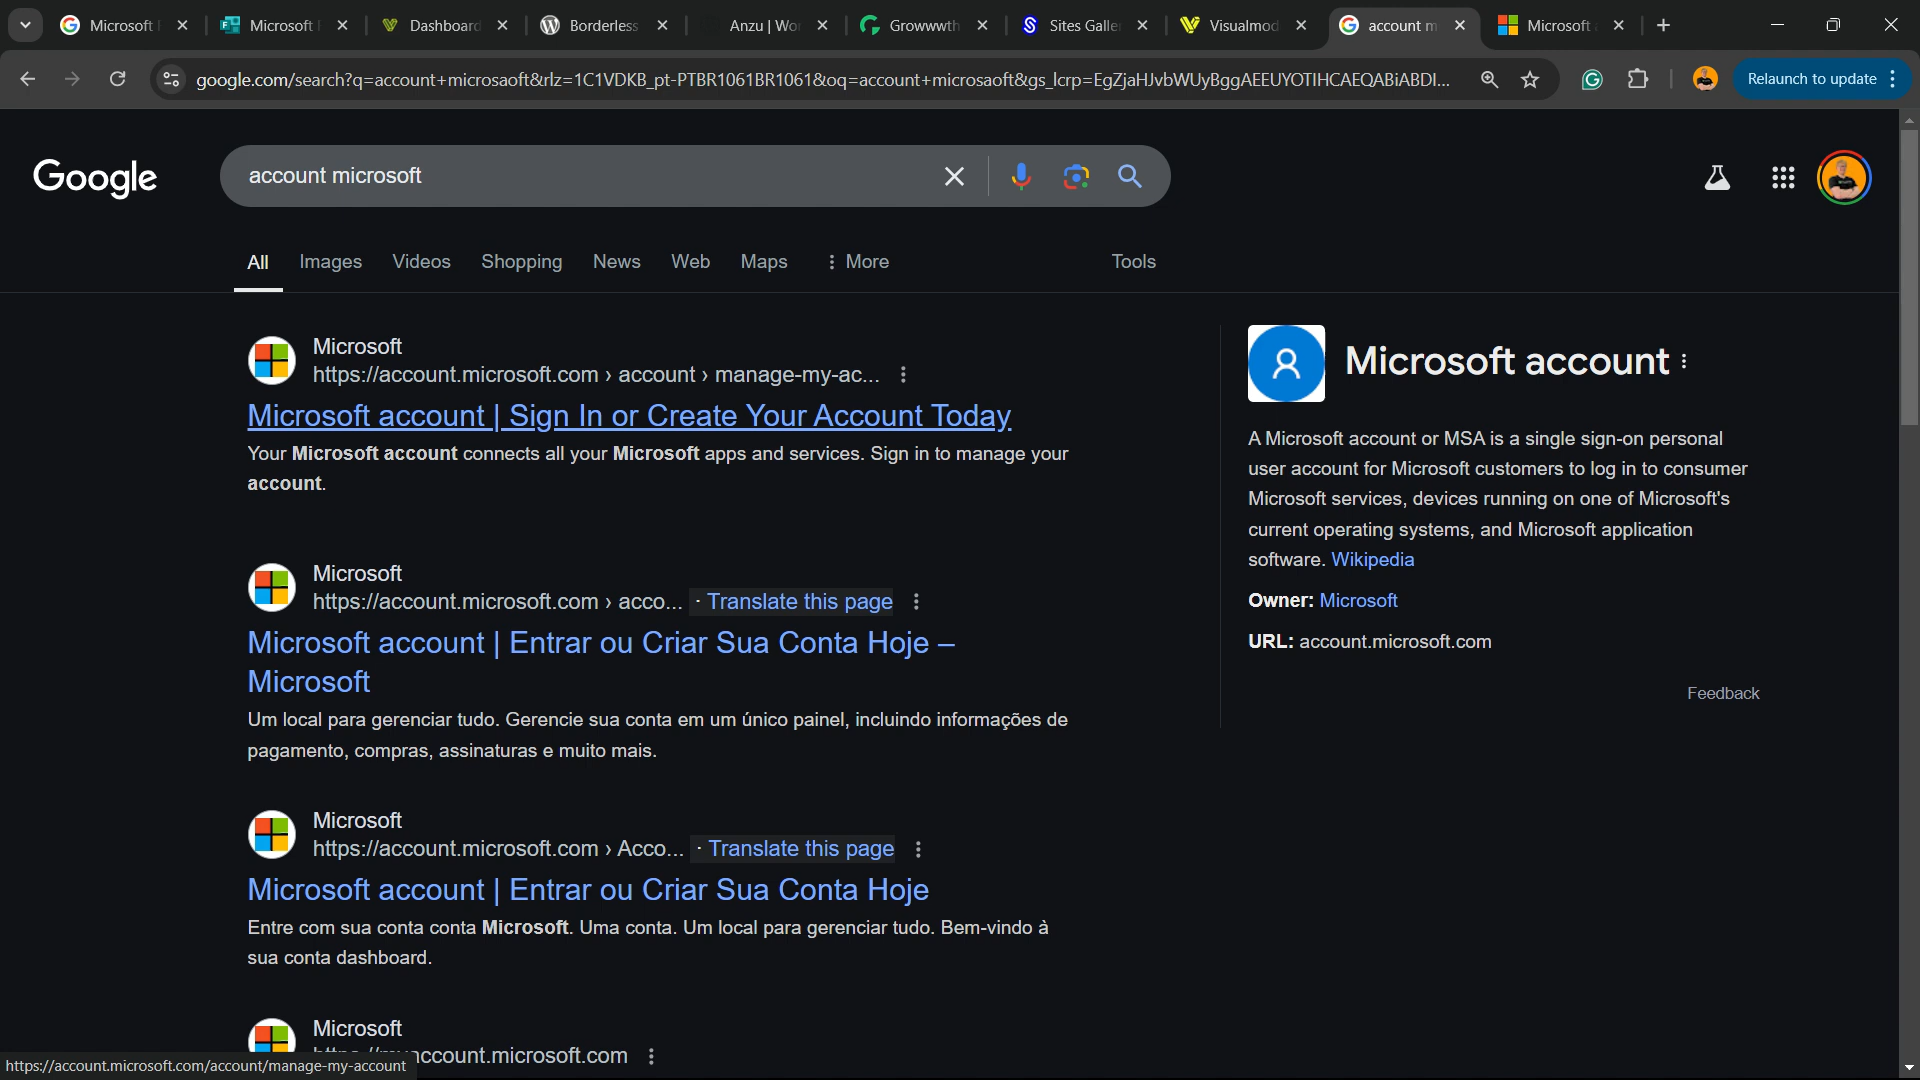 Microsoft
Microsoft
Dashboard
Borderless
Anzu | Wor
Growwwth
Sites Galle
Visualmod
account m
Microsoft
google.com/search?q=account+microsaoft&rlz=1C1VDKB_pt-PTBR1061BR1061&oq=account+microsaoft&gs_lcrp=EgZjaHJvbWUyBggAEEUYOTIHCAEQABiABDI...
Relaunch to update
Google
account microsoft
All Images Videos Shopping News Web Maps More Tools
Microsoft
https://account.microsoft.com › account › manage-my-ac...
Microsoft account | Sign In or Create Your Account Today
Your Microsoft account connects all your Microsoft apps and services. Sign in to manage your
account.
Microsoft
https://account.microsoft.com › acco... · Translate this page
Microsoft account | Entrar ou Criar Sua Conta Hoje –
Microsoft
Um local para gerenciar tudo. Gerencie sua conta em um único painel, incluindo informações de
pagamento, compras, assinaturas e muito mais.
Microsoft
https://account.microsoft.com › Acco... · Translate this page
Microsoft account | Entrar ou Criar Sua Conta Hoje
Entre com sua conta conta Microsoft. Uma conta. Um local para gerenciar tudo. Bem-vindo à
sua conta dashboard.
Microsoft
ccount.microsoft.com
https://account.microsoft.com/account/manage-my-account
Microsoft account
A Microsoft account or MSA is a single sign-on personal
user account for Microsoft customers to log in to consumer
Microsoft services, devices running on one of Microsoft's
current operating systems, and Microsoft application
software. Wikipedia
Owner: Microsoft
URL: account.microsoft.com
Feedback